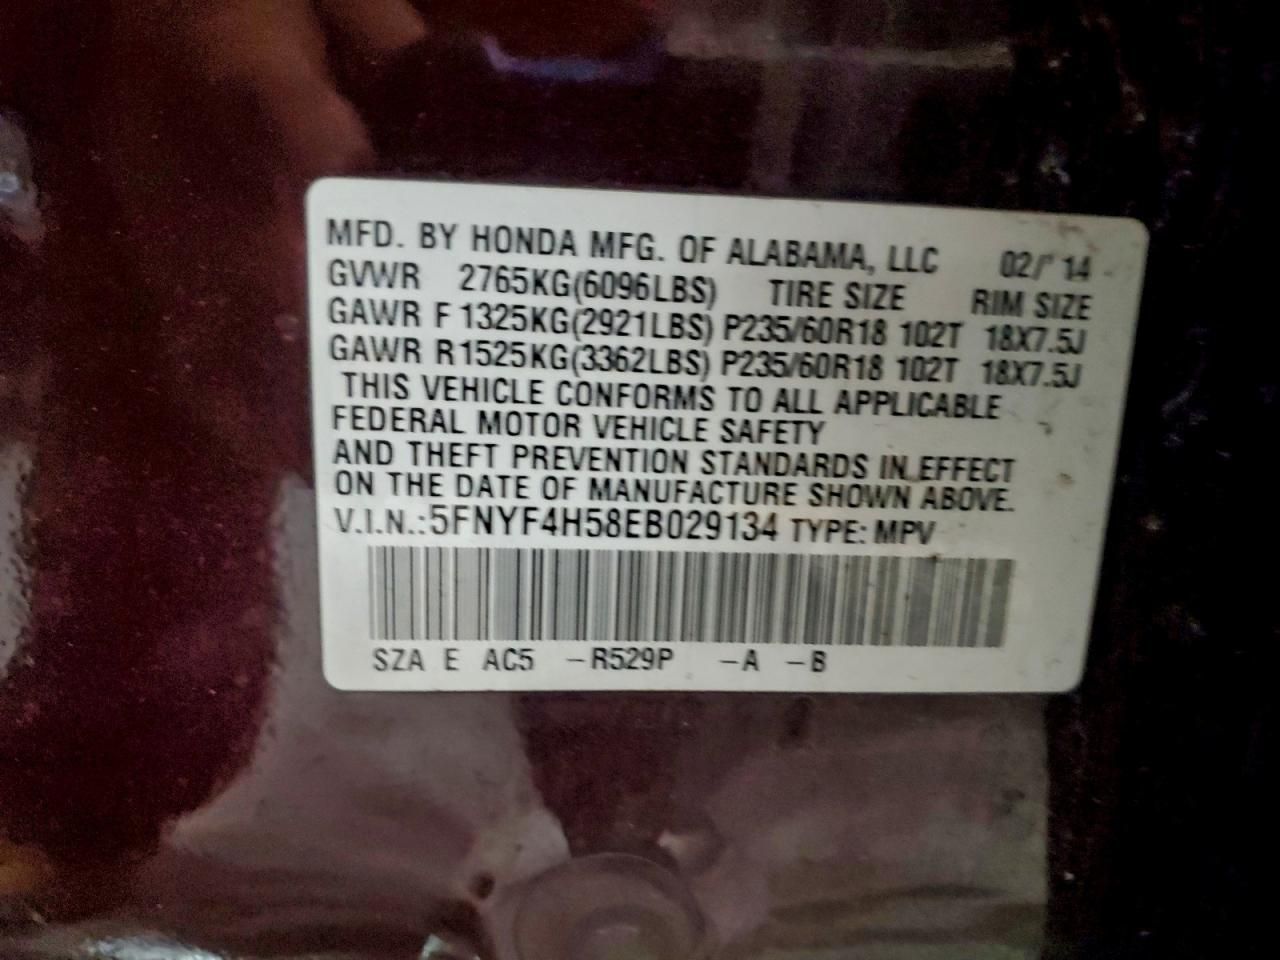 MFD. BY HONDA MFG. OF ALABAMA, LLC 02/' 14
GVWR 2765KG(6096LBS) TIRE SIZE RIM SIZE
GAWR F 1325KG(2921LBS) P235/60R18 102T 18X7.5J
GAWR R1525KG(3362LBS) P235/60R18 102T 18X7.5J
THIS VEHICLE CONFORMS TO ALL APPLICABLE
FEDERAL MOTOR VEHICLE SAFETY
AND THEFT PREVENTION STANDARDS IN EFFECT
ON THE DATE OF MANUFACTURE SHOWN ABOVE.
V.I.N.:5FNYF4H58EB029134 TYPE: MPV
SZA E AC5 -R529P -A -B